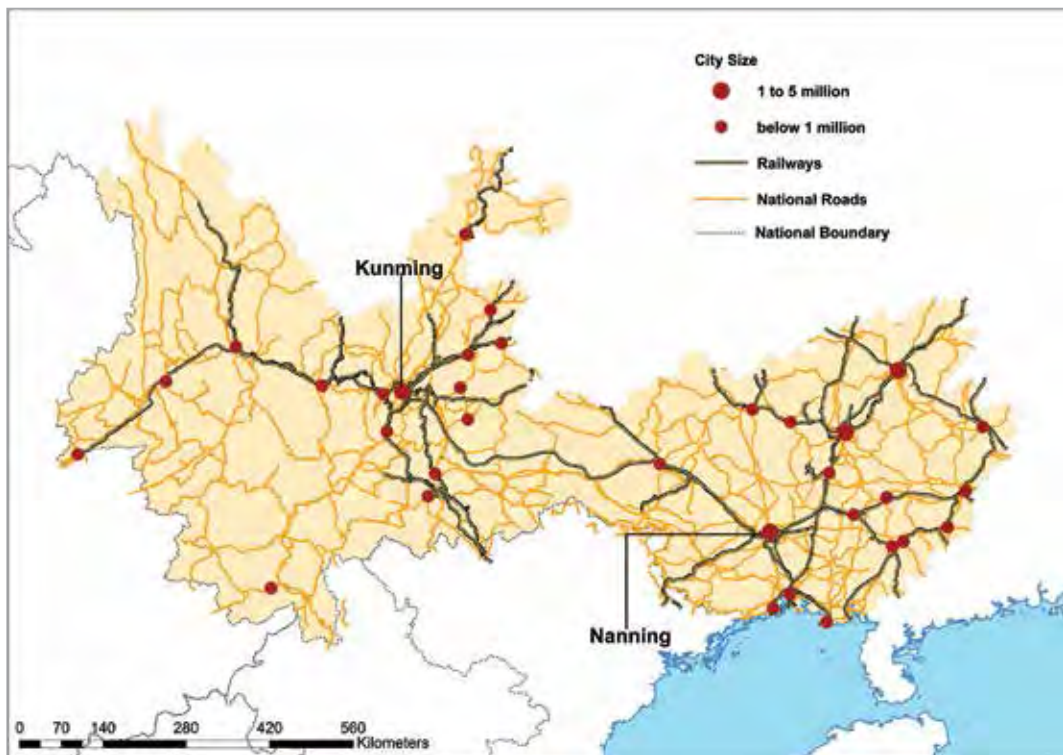 City Size
1 to 5 million
below 1 million
Railways
National Roads
National Boundary
Kunming
Nanning
0 70 140 280 420 560
Kilometers